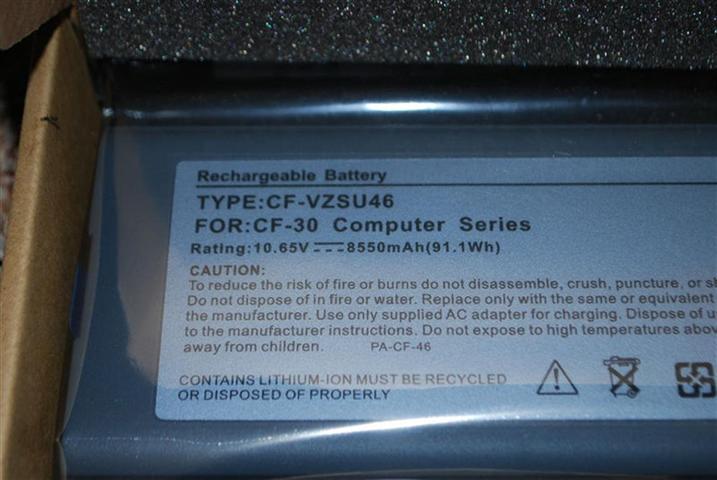 Rechargeable Battery
TYPE:CF-VZSU46
FOR:CF-30 Computer Series
Rating:10.65V ⎓ 8550mAh(91.1Wh)
CAUTION:
To reduce the risk of fire or burns do not disassemble, crush, puncture, or
Do not dispose of in fire or water. Replace only with the same or equivalent
the manufacturer. Use only supplied AC adapter for charging. Dispose of
to the manufacturer instructions. Do not expose to high temperatures
away from children. PA-CF-46
CONTAINS LITHIUM-ION MUST BE RECYCLED
OR DISPOSED OF PROPERLY